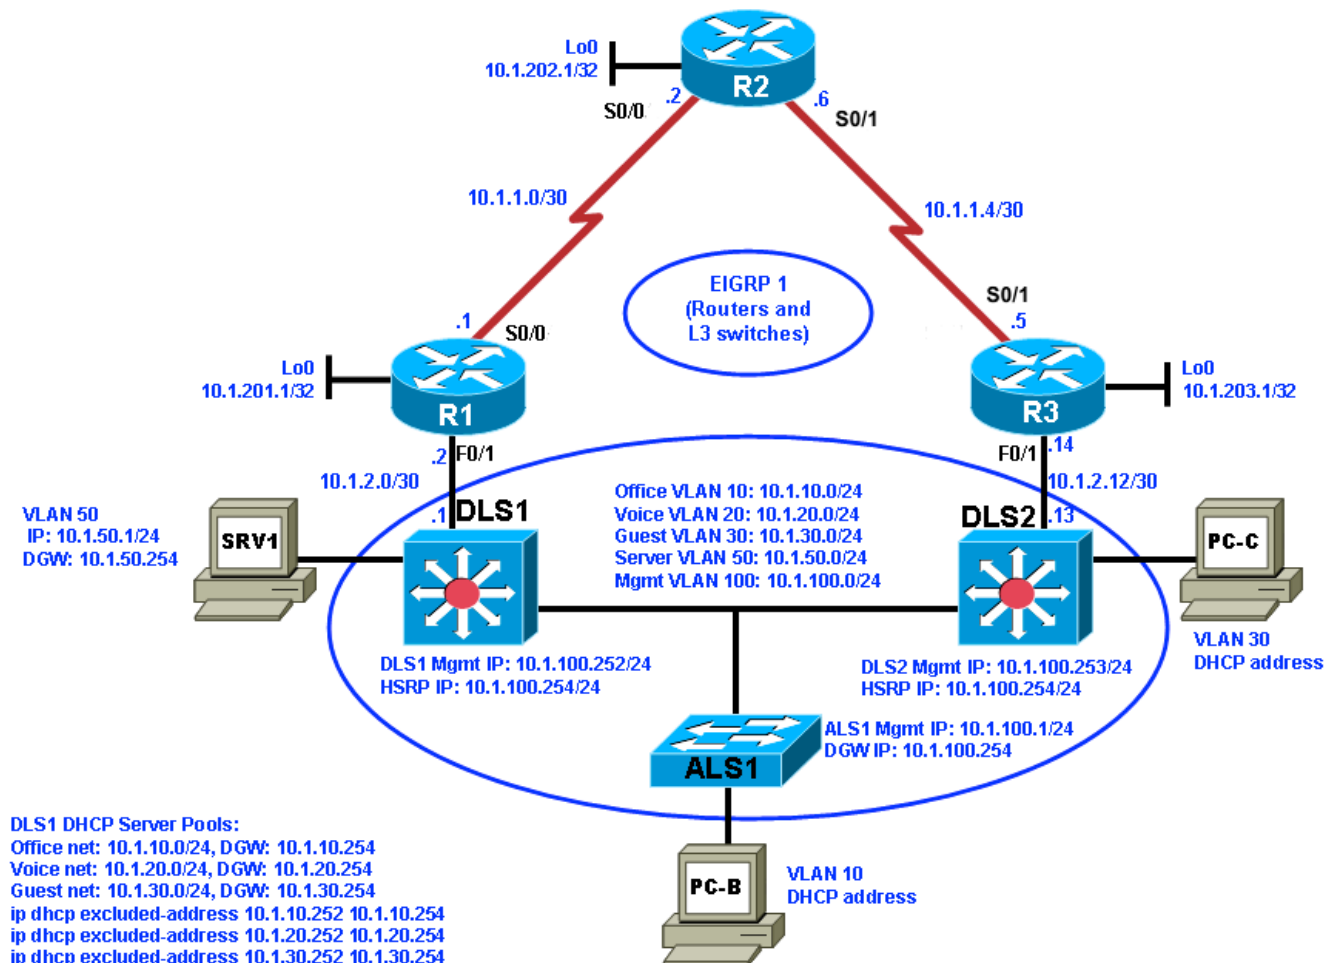 Lo0
10.1.202.1/32
R2
S0/0
.2
.6
S0/1
10.1.1.0/30
10.1.1.4/30
EIGRP 1
(Routers and
L3 switches)
.1
S0/0
S0/1
.5
Lo0
10.1.201.1/32
R1
R3
Lo0
10.1.203.1/32
.2
F0/1
10.1.2.0/30
.1
DLS1
F0/1
.14
10.1.2.12/30
DLS2
.13
Office VLAN 10: 10.1.10.0/24
Voice VLAN 20: 10.1.20.0/24
Guest VLAN 30: 10.1.30.0/24
Server VLAN 50: 10.1.50.0/24
Mgmt VLAN 100: 10.1.100.0/24
VLAN 50
IP: 10.1.50.1/24
DGW: 10.1.50.254
SRV1
PC-C
VLAN 30
DHCP address
DLS1 Mgmt IP: 10.1.100.252/24
HSRP IP: 10.1.100.254/24
DLS2 Mgmt IP: 10.1.100.253/24
HSRP IP: 10.1.100.254/24
ALS1 Mgmt IP: 10.1.100.1/24
DGW IP: 10.1.100.254
ALS1
PC-B
VLAN 10
DHCP address
DLS1 DHCP Server Pools:
Office net: 10.1.10.0/24, DGW: 10.1.10.254
Voice net: 10.1.20.0/24, DGW: 10.1.20.254
Guest net: 10.1.30.0/24, DGW: 10.1.30.254
ip dhcp excluded-address 10.1.10.252 10.1.10.254
ip dhcp excluded-address 10.1.20.252 10.1.20.254
ip dhcp excluded-address 10.1.30.252 10.1.30.254